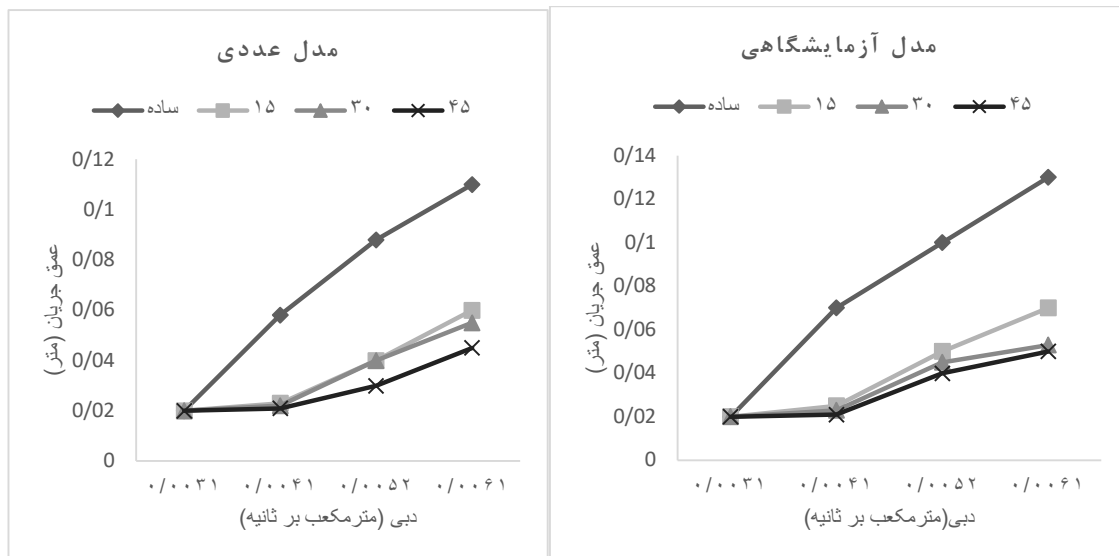 مدل عددی
ساده ۱۵ ۳۰ ۴۵
0/12
0/1
0/08
0/06
0/04
0/02
0
عمق جریان (متر)
۰/۰۰۳۱ ۰/۰۰۴۱ ۰/۰۰۵۲ ۰/۰۰۶۱
دبی (مترمکعب بر ثانیه)
مدل آزمایشگاهی
ساده ۱۵ ۳۰ ۴۵
0/14
0/12
0/1
0/08
0/06
0/04
0/02
0
عمق جریان (متر)
۰/۰۰۳۱ ۰/۰۰۴۱ ۰/۰۰۵۲ ۰/۰۰۶۱
دبی(مترمکعب بر ثانیه)